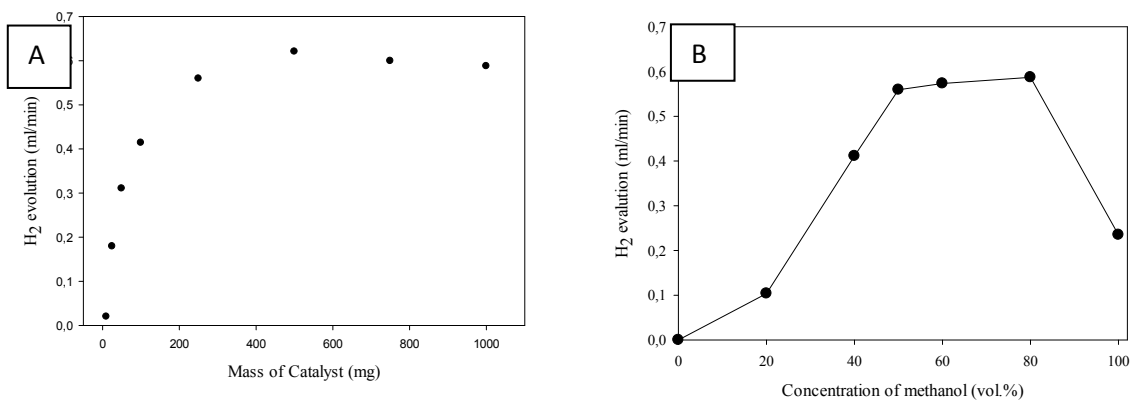 A
0,7
0,5
0,4
0,3
0,2
0,1
0,0
H2 evolution (ml/min)
0 200 400 600 800 1000
Mass of Catalyst (mg)
B
0,7
0,6
0,5
0,4
0,3
0,2
0,1
0,0
H2 evalution (ml/min)
0 20 40 60 80 100
Concentration of methanol (vol.%)